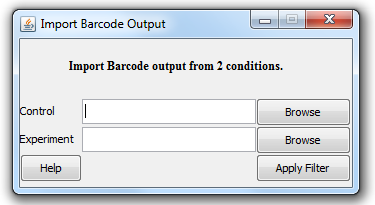 Import Barcode Output
Import Barcode output from 2 conditions.
Control
Browse
Experiment
Browse
Help
Apply Filter